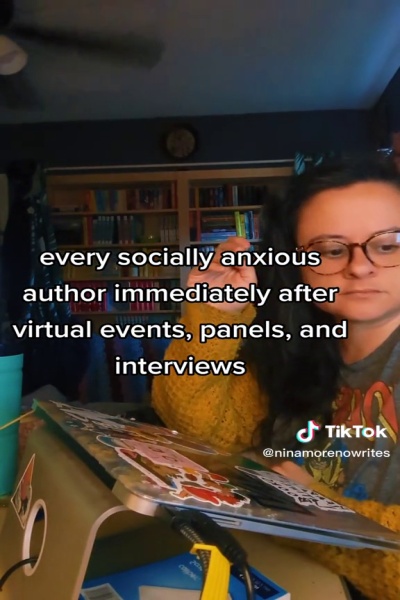 every socially anxious
author immediately after
virtual events, panels, and
interviews
TikTok
@ninamorenowrites